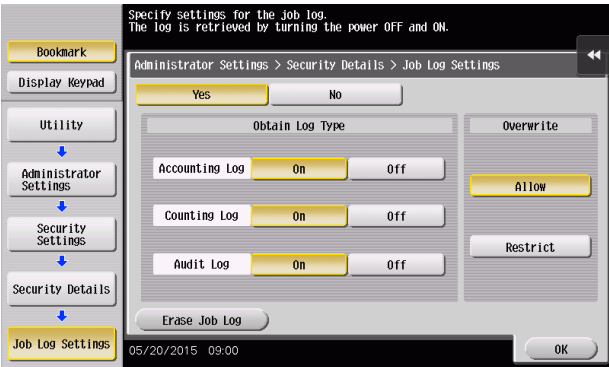 Specify settings for the job log.
The log is retrieved by turning the power OFF and ON.
Bookmark
Display Keypad
Utility
Administrator
Settings
Security
Settings
Security Details
Job Log Settings
Administrator Settings > Security Details > Job Log Settings
Yes No
Obtain Log Type
Accounting Log On Off
Counting Log On Off
Audit Log On Off
Overwrite
Allow
Restrict
Erase Job Log
05/20/2015 09:00
OK